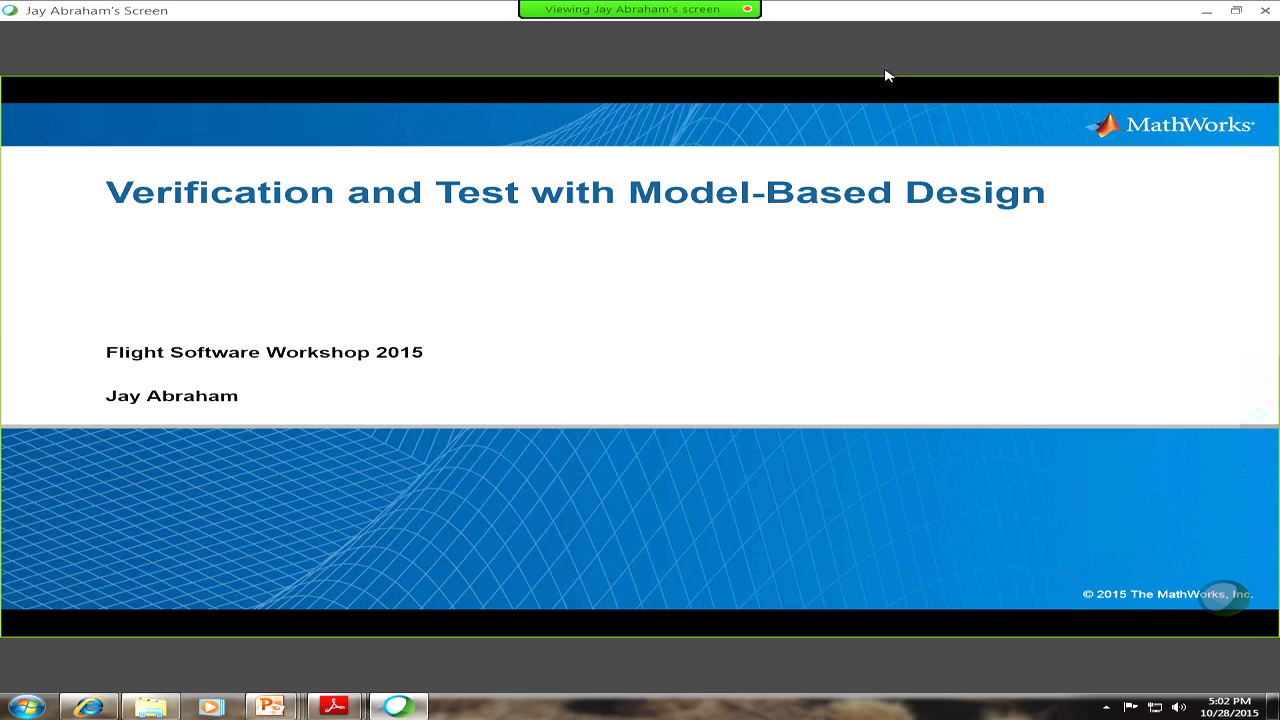 Jay Abraham's Screen
Viewing Jay Abraham's screen
MathWorks®
Verification and Test with Model-Based Design
Flight Software Workshop 2015
Jay Abraham
© 2015 The MathWorks, Inc.
5:02 PM
10/28/2015